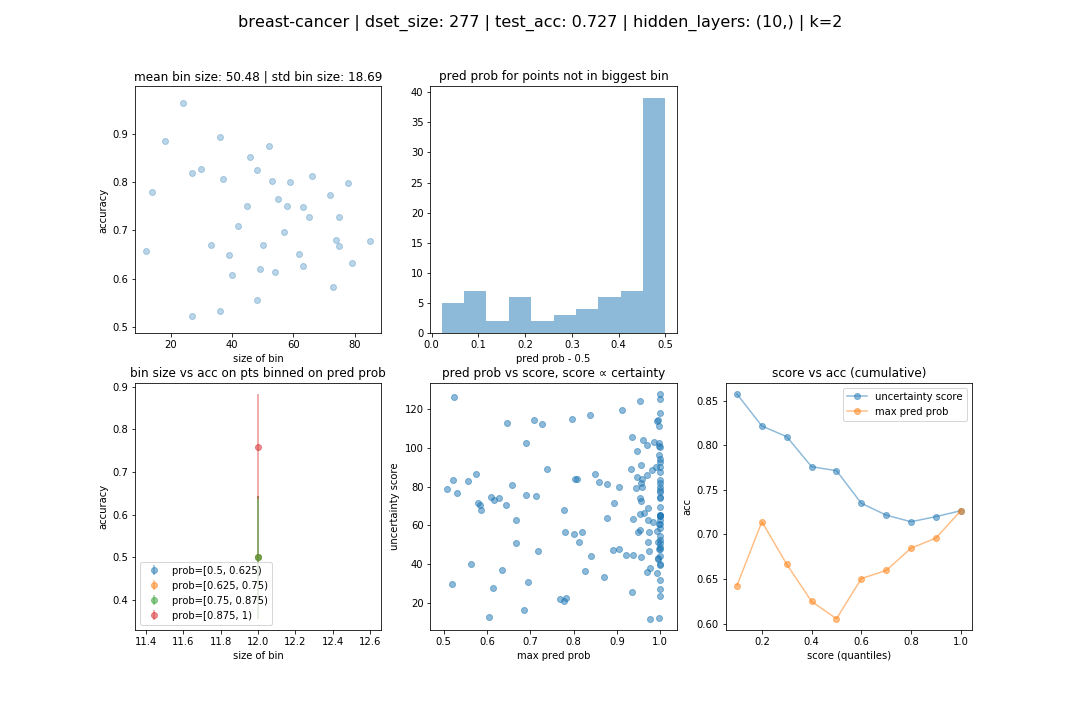 breast-cancer | dset_size: 277 | test_acc: 0.727 | hidden_layers: (10,) | k=2
mean bin size: 50.48 | std bin size: 18.69
accuracy
0.9
0.8
0.7
0.6
0.5
20 40 60 80
size of bin
pred prob for points not in biggest bin
40
35
30
25
20
15
10
5
0
0.0 0.1 0.2 0.3 0.4 0.5
pred prob - 0.5
bin size vs acc on pts binned on pred prob
accuracy
0.9
0.8
0.7
0.6
0.5
0.4
prob=[0.5, 0.625)
prob=[0.625, 0.75)
prob=[0.75, 0.875)
prob=[0.875, 1)
11.4 11.6 11.8 12.0 12.2 12.4 12.6
size of bin
pred prob vs score, score ∝ certainty
uncertainty score
120
100
80
60
40
20
0.5 0.6 0.7 0.8 0.9 1.0
max pred prob
score vs acc (cumulative)
acc
0.85
0.80
0.75
0.70
0.65
0.60
uncertainty score
max pred prob
0.2 0.4 0.6 0.8 1.0
score (quantiles)